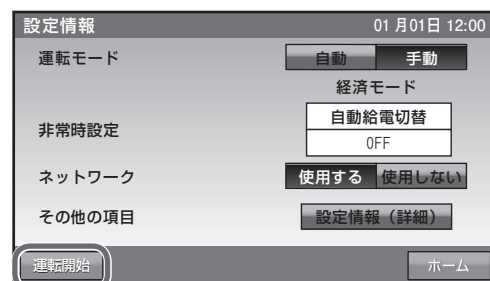 設定情報 01月01日 12:00
運転モード 自動 手動
経済モード
非常時設定 自動給電切替
OFF
ネットワーク 使用する 使用しない
その他の項目 設定情報（詳細）
運転開始 ホーム